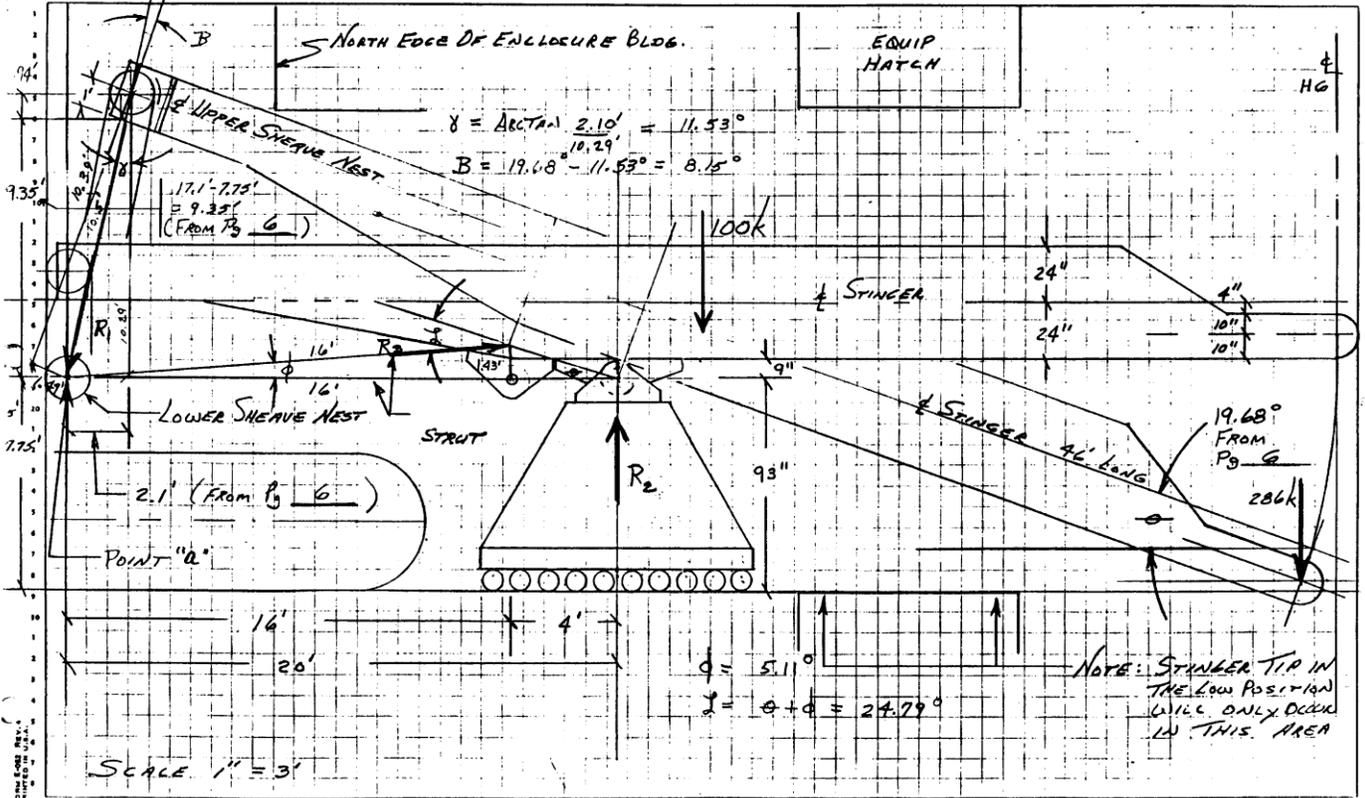 B
NORTH EDGE OF ENCLOSURE BLDG.
EQUIP
HATCH
¢
HG
1'
¢ UPPER SHEAVE NEST
γ = ARCTAN 2.10' = 11.53°
10.29'
B = 19.68° - 11.53° = 8.15°
γ
9.35'
17.1'-7.75'
= 9.35'
(FROM Pg 6)
100k
24"
4"
¢ STINGER
24"
10"
10"
R1
10.29'
16'
ϕ
16'
1.43'
9"
LOWER SHEAVE NEST
STRUT
R2
93"
¢ STINGER 46' LONG
19.68°
FROM
Pg 6
286k
θ
7.75'
2.1' (FROM Pg 6)
POINT "a"
16'
4'
20'
ϕ = 5.11°
= θ + ϕ = 24.79°
NOTE: STINGER TIP IN
THE LOW POSITION
WILL ONLY OCCUR
IN THIS AREA
SCALE 1" = 3'